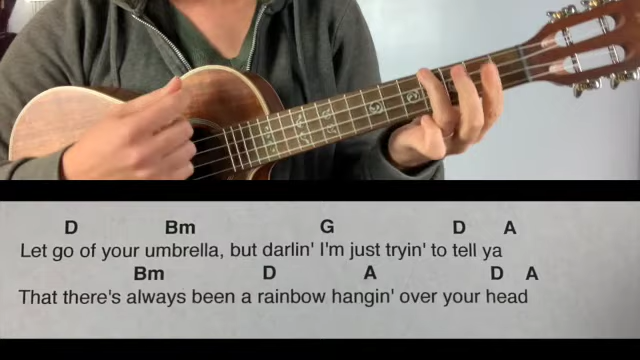 D Bm G D A
Let go of your umbrella, but darlin' I'm just tryin' to tell ya
Bm D A D A
That there's always been a rainbow hangin' over your head